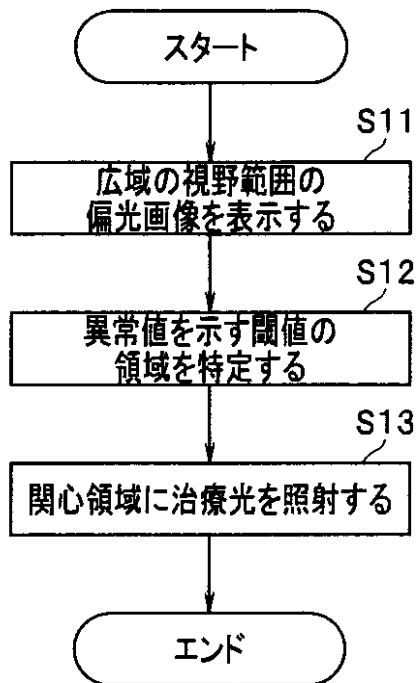 スタート
S11
広域の視野範囲の
偏光画像を表示する
S12
異常値を示す閾値の
領域を特定する
S13
関心領域に治療光を照射する
エンド